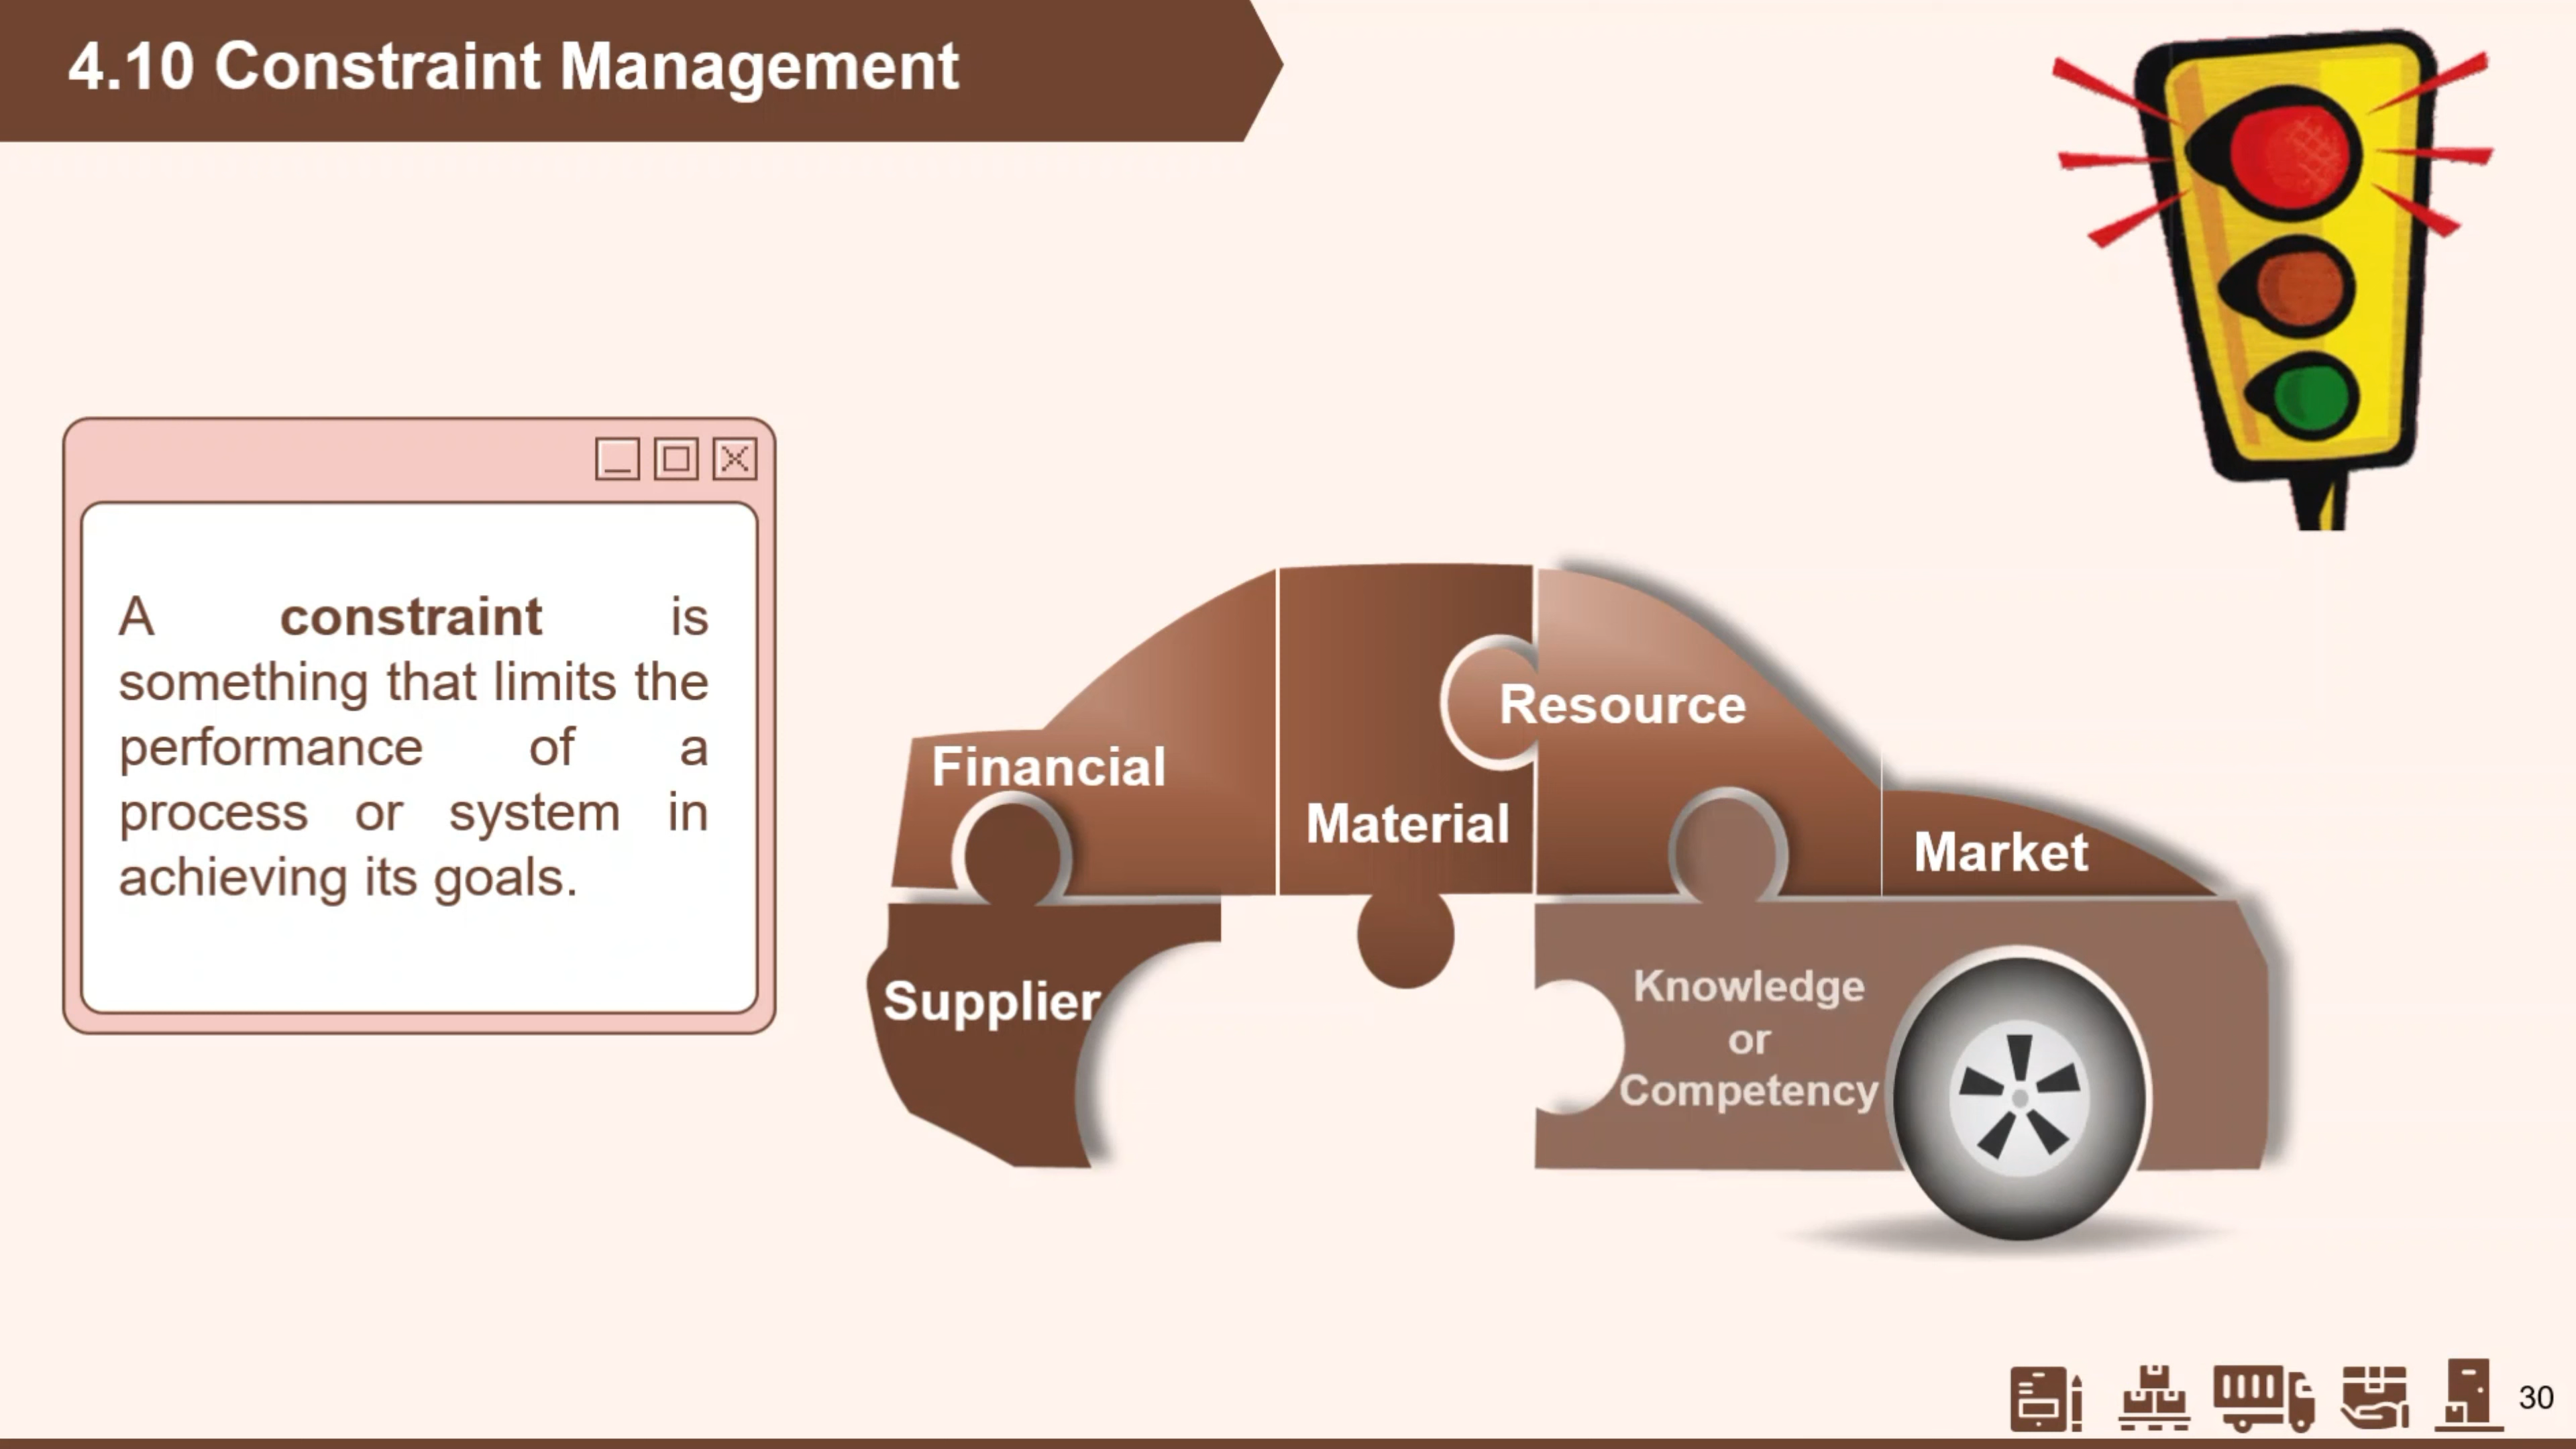 4.10 Constraint Management
A constraint is
something that limits the
performance of a
process or system in
achieving its goals.
Resource
Financial
Material
Market
Supplier
Knowledge
or
Competency
30